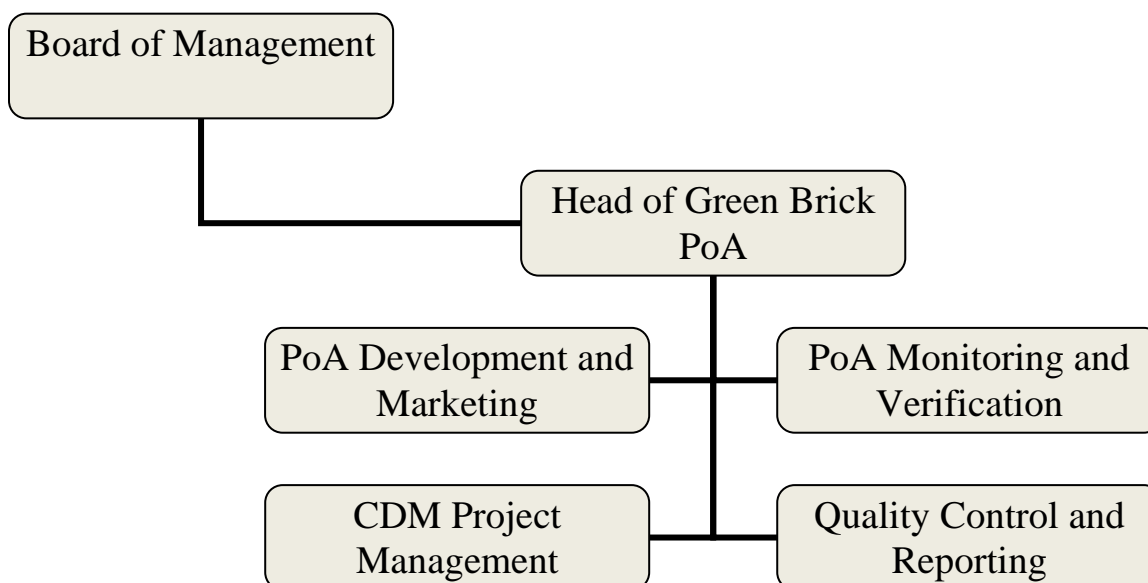 Board of Management
Head of Green Brick
PoA
PoA Development and
Marketing
PoA Monitoring and
Verification
CDM Project
Management
Quality Control and
Reporting